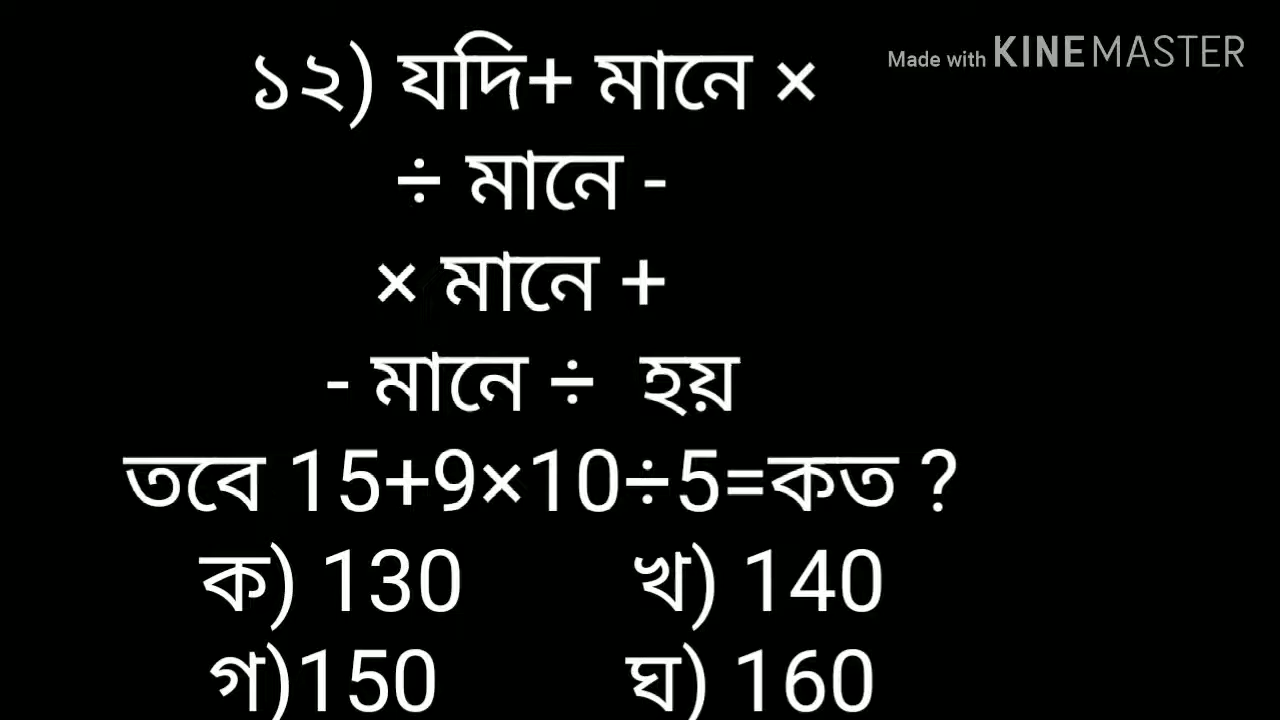 Made with KINEMASTER
১২) যদি+ মানে ×
÷ মানে -
× মানে +
- মানে ÷ হয়
তবে 15+9×10÷5=কত ?
ক) 130 খ) 140
গ)150 ঘ) 160